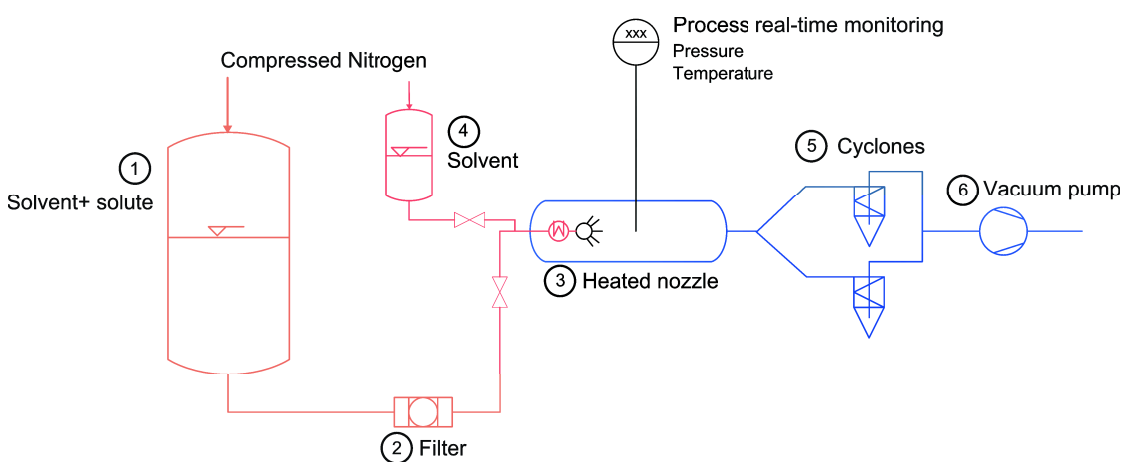 xxx
Process real-time monitoring
Pressure
Temperature
Compressed Nitrogen
1
Solvent+ solute
4
Solvent
5 Cyclones
6 Vacuum pump
3 Heated nozzle
2 Filter